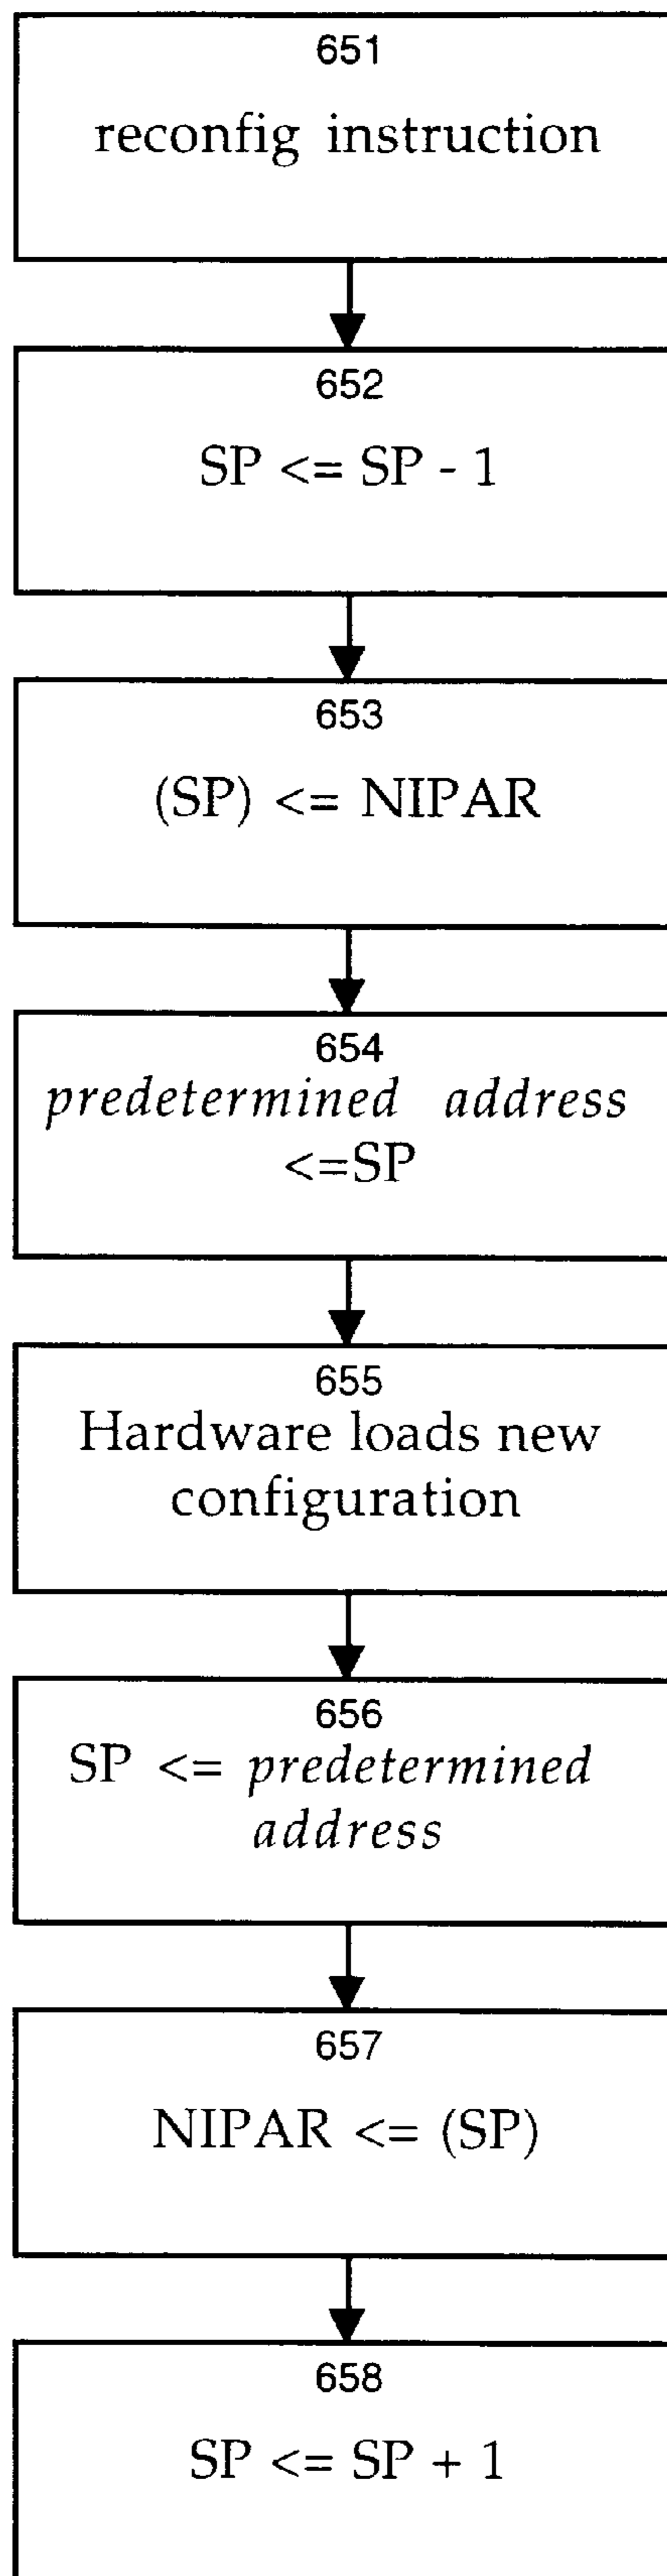 651
reconfig instruction
652
SP <= SP - 1
653
(SP) <= NIPAR
654
predetermined address
<=SP
655
Hardware loads new
configuration
656
SP <= predetermined
address
657
NIPAR <= (SP)
658
SP <= SP + 1